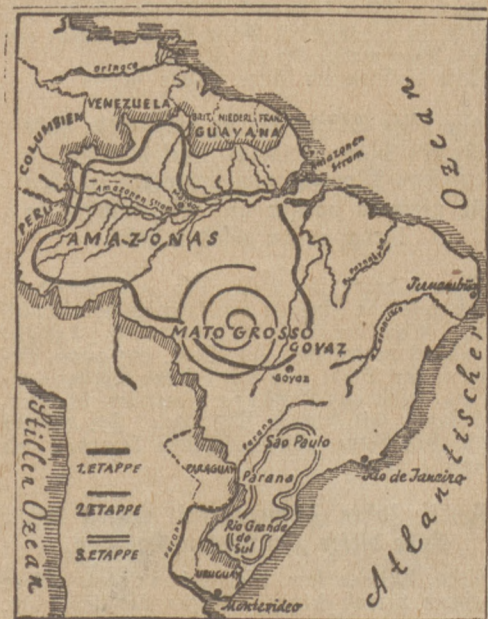 Orinoco
VENEZUELA
BRIT. NIEDERL. FRANZ.
GUAYANA
COLUMBIEN
Amazonen
Strom
Ozean
Amazonen Strom
PERU
AMAZONAS
Pernambuco
MATO GROSSO
GOYAZ
Goyaz
Atlantischer
Stiller Ozean
Parana
São Paulo
PARAGUAY
Parana
Rio de Janeiro
Rio Grande
do
Sul
Parana
URUGUAY
Montevideo
1. ETAPPE
2. ETAPPE
3. ETAPPE